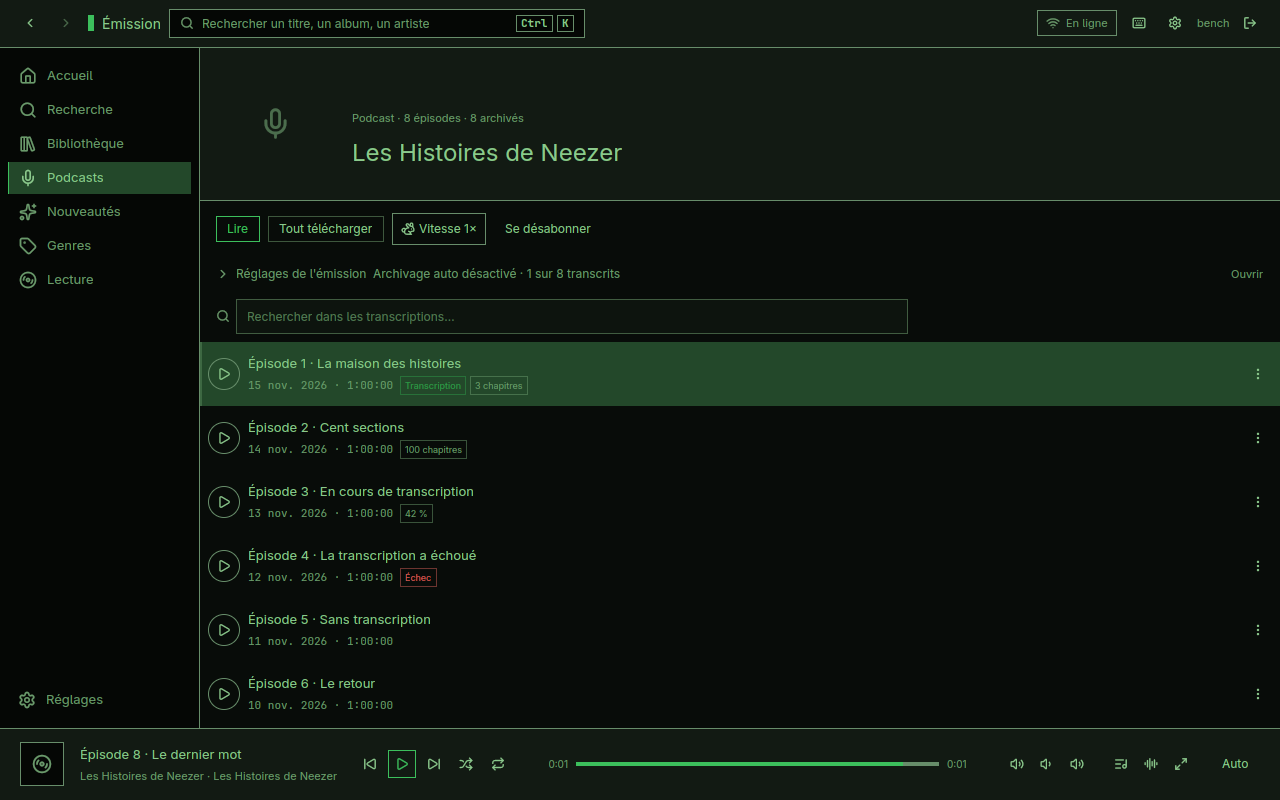 Émission
Rechercher un titre, un album, un artiste
Ctrl K
En ligne
bench
Accueil
Recherche
Bibliothèque
Podcasts
Nouveautés
Genres
Lecture
Réglages
Podcast · 8 épisodes · 8 archivés
Les Histoires de Neezer
Lire
Tout télécharger
Vitesse 1×
Se désabonner
Réglages de l'émission Archivage auto désactivé · 1 sur 8 transcrits
Ouvrir
Rechercher dans les transcriptions...
Épisode 1 · La maison des histoires
15 nov. 2026 · 1:00:00 Transcription 3 chapitres
Épisode 2 · Cent sections
14 nov. 2026 · 1:00:00 100 chapitres
Épisode 3 · En cours de transcription
13 nov. 2026 · 1:00:00 42 %
Épisode 4 · La transcription a échoué
12 nov. 2026 · 1:00:00 Échec
Épisode 5 · Sans transcription
11 nov. 2026 · 1:00:00
Épisode 6 · Le retour
10 nov. 2026 · 1:00:00
Épisode 8 · Le dernier mot
Les Histoires de Neezer · Les Histoires de Neezer
0:01
0:01
Auto